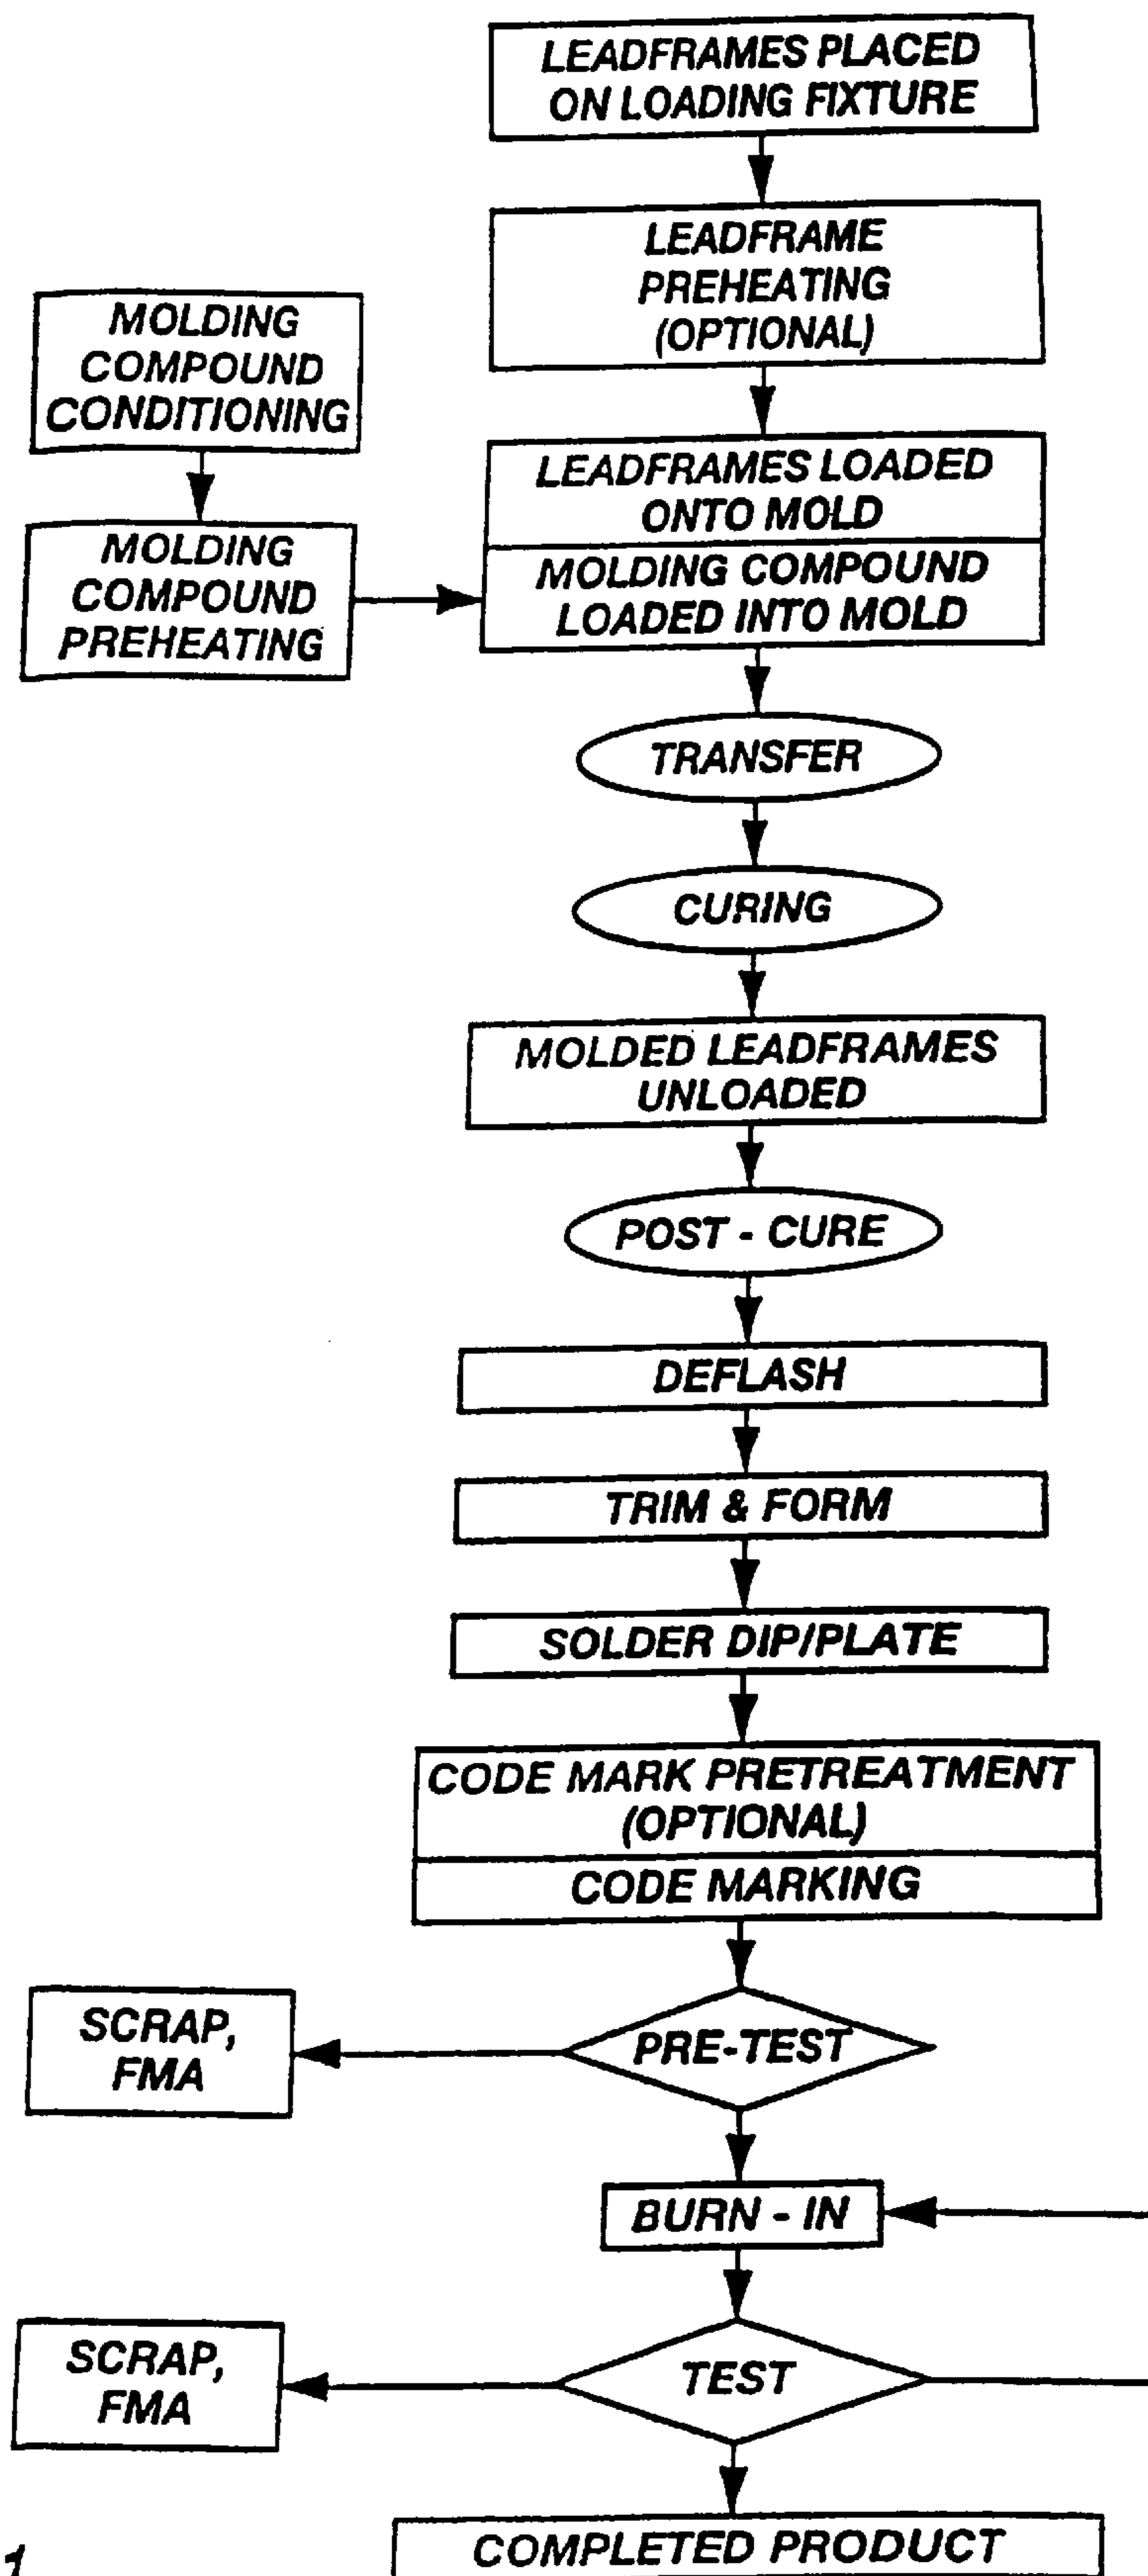 LEADFRAMES PLACED
ON LOADING FIXTURE
LEADFRAME
PREHEATING
(OPTIONAL)
MOLDING
COMPOUND
CONDITIONING
LEADFRAMES LOADED
ONTO MOLD
MOLDING
COMPOUND
PREHEATING
MOLDING COMPOUND
LOADED INTO MOLD
TRANSFER
CURING
MOLDED LEADFRAMES
UNLOADED
POST - CURE
DEFLASH
TRIM & FORM
SOLDER DIP/PLATE
CODE MARK PRETREATMENT
(OPTIONAL)
CODE MARKING
PRE-TEST
SCRAP,
FMA
BURN - IN
TEST
SCRAP,
FMA
COMPLETED PRODUCT
1